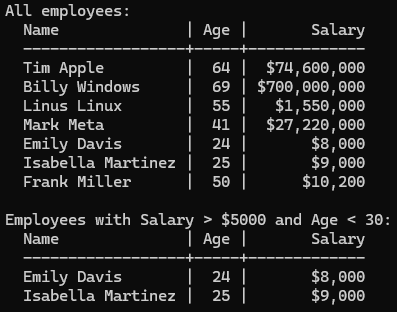 All employees:
  Name              | Age |       Salary
  ------------------+-----+-------------
  Tim Apple         |  64 |  $74,600,000
  Billy Windows     |  69 | $700,000,000
  Linus Linux       |  55 |   $1,550,000
  Mark Meta         |  41 |  $27,220,000
  Emily Davis       |  24 |       $8,000
  Isabella Martinez |  25 |       $9,000
  Frank Miller      |  50 |      $10,200

Employees with Salary > $5000 and Age < 30:
  Name              | Age |       Salary
  ------------------+-----+-------------
  Emily Davis       |  24 |       $8,000
  Isabella Martinez |  25 |       $9,000